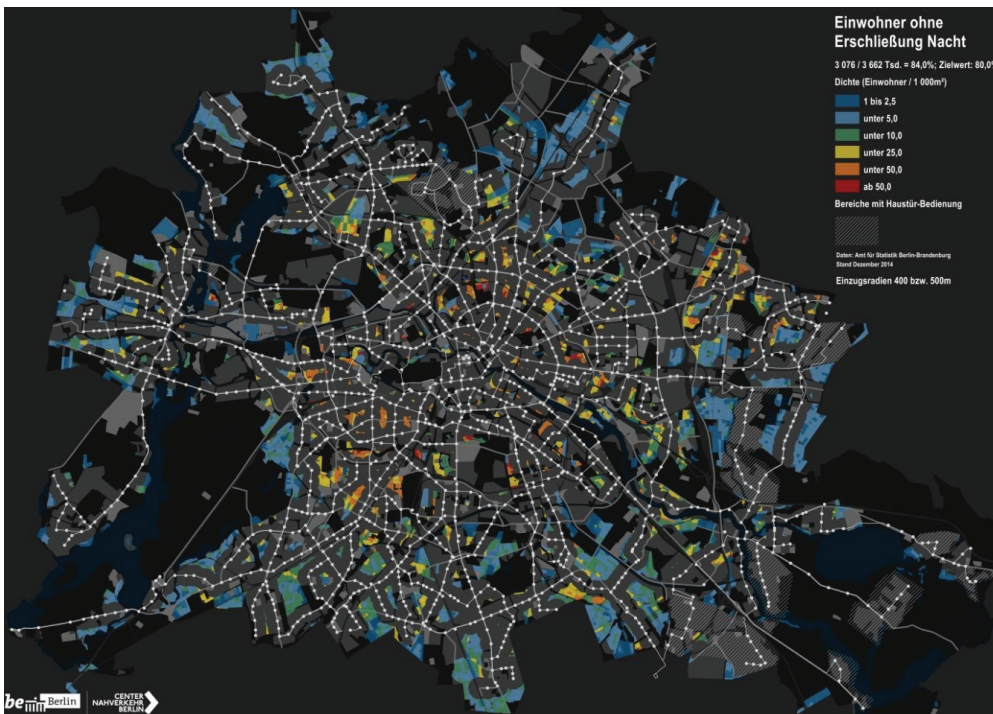 Einwohner ohne
Erschließung Nacht
3 076 / 3 662 Tsd. = 84,0%; Zielwert: 80,0%
Dichte (Einwohner / 1 000m²)
1 bis 2,5
unter 5,0
unter 10,0
unter 25,0
unter 50,0
ab 50,0
Bereiche mit Haustür-Bedienung
Daten: Amt für Statistik Berlin-Brandenburg
Stand Dezember 2014
Einzugsradien 400 bzw. 500m
be Berlin
CENTER
NAHVERKEHR
BERLIN